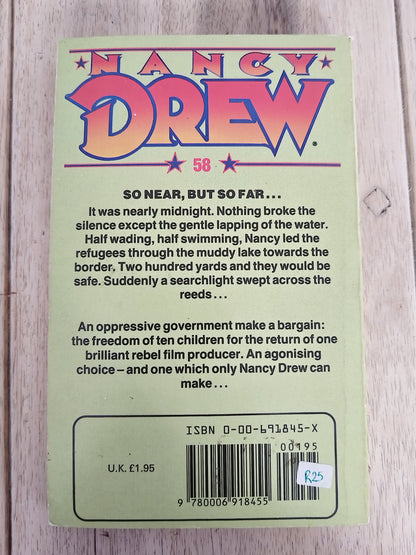 NANCY
DREW®
58
SO NEAR, BUT SO FAR...
It was nearly midnight. Nothing broke the
silence except the gentle lapping of the water.
Half wading, half swimming, Nancy led the
refugees through the muddy lake towards the
border. Two hundred yards and they would be
safe. Suddenly a searchlight swept across the
reeds...
An oppressive government make a bargain:
the freedom of ten children for the return of one
brilliant rebel film producer. An agonising
choice – and one which only Nancy Drew can
make...
ISBN 0-00-691845-X
00195
U.K. £1.95
R25
9 780006 918455